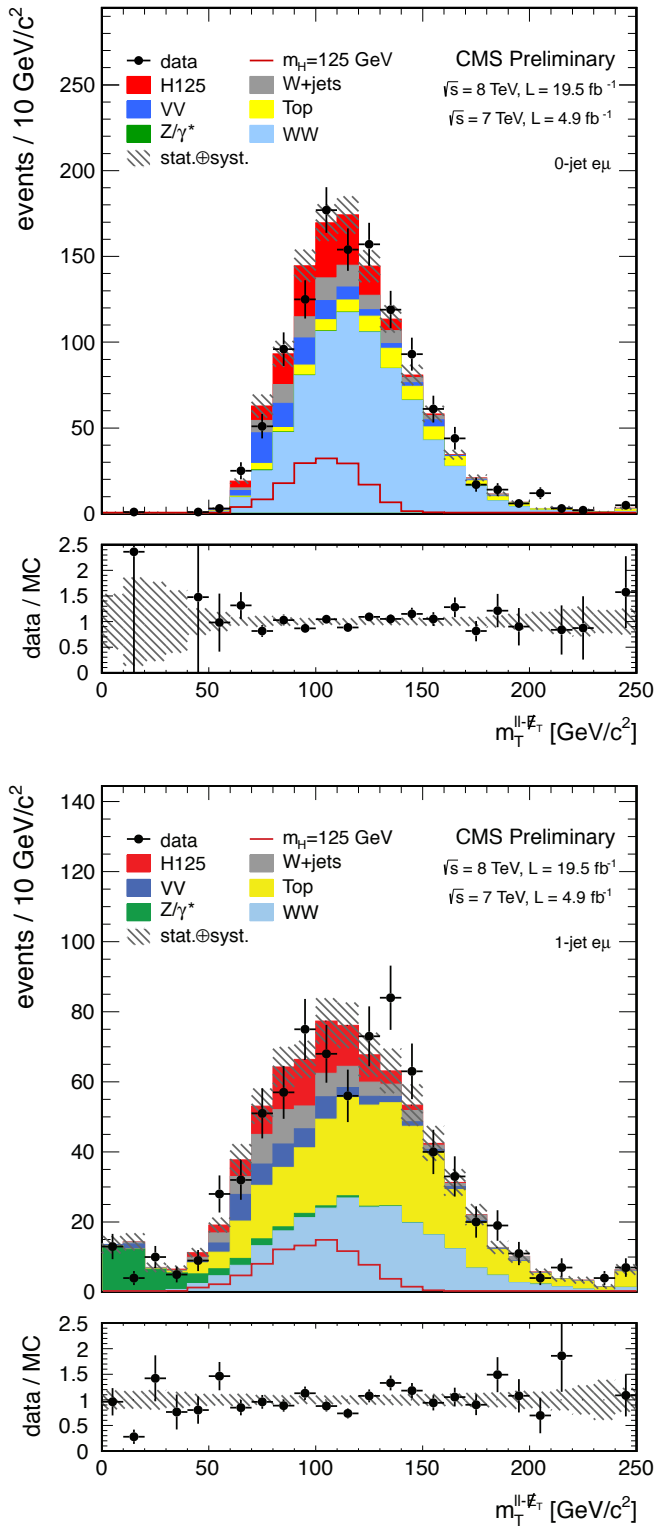 events / 10 GeV/c²
250
200
150
100
50
0
data
H125
VV
Z/γ*
stat.⊕syst.
m_H=125 GeV
W+jets
Top
WW
CMS Preliminary
√s = 8 TeV, L = 19.5 fb⁻¹
√s = 7 TeV, L = 4.9 fb⁻¹
0-jet eμ
data / MC
2.5
2
1.5
1
0.5
0
0 50 100 150 200 250
m_T^{ll-E̸_T} [GeV/c²]
events / 10 GeV/c²
140
120
100
80
60
40
20
0
data
H125
VV
Z/γ*
stat.⊕syst.
m_H=125 GeV
W+jets
Top
WW
CMS Preliminary
√s = 8 TeV, L = 19.5 fb⁻¹
√s = 7 TeV, L = 4.9 fb⁻¹
1-jet eμ
data / MC
2.5
2
1.5
1
0.5
0
0 50 100 150 200 250
m_T^{ll-E̸_T} [GeV/c²]